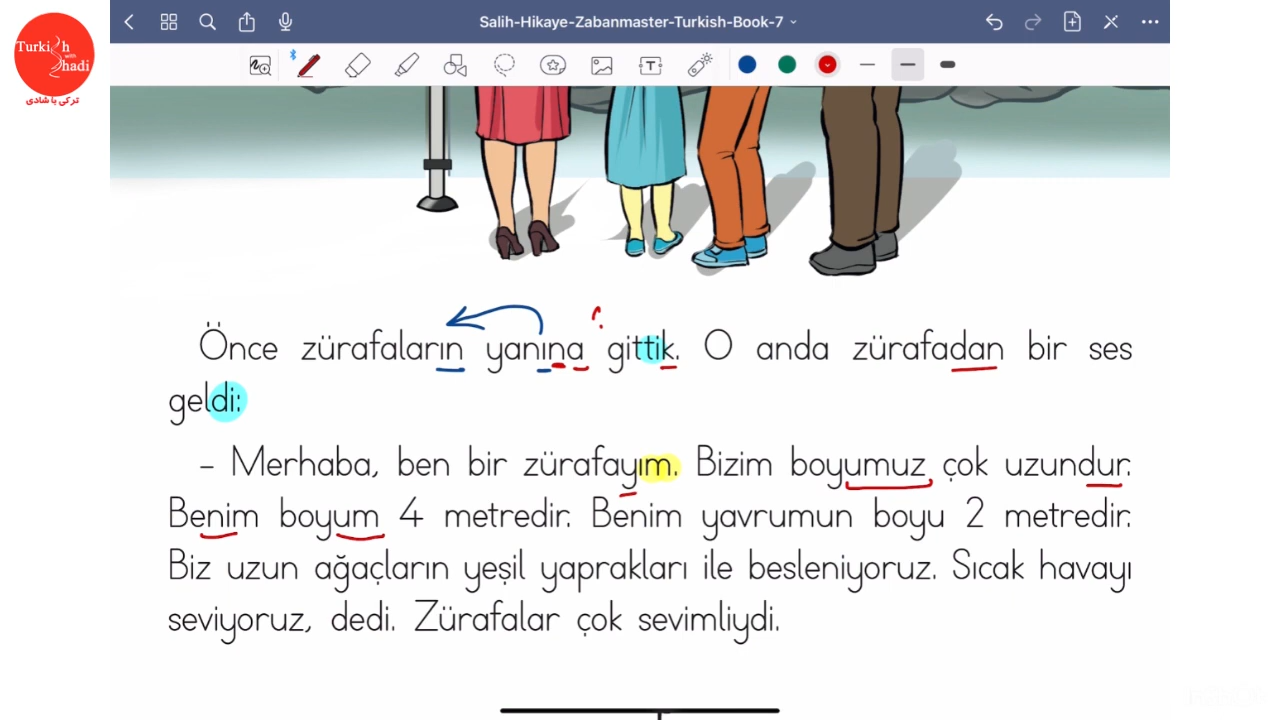 Turkish
with
Shadi
ترکی با شادی
Salih-Hikaye-Zabanmaster-Turkish-Book-7
T
Önce zürafaların yanına gittik. O anda zürafadan bir ses
geldi:
– Merhaba, ben bir zürafayım. Bizim boyumuz çok uzundur.
Benim boyum 4 metredir. Benim yavrumun boyu 2 metredir.
Biz uzun ağaçların yeşil yaprakları ile besleniyoruz. Sıcak havayı
seviyoruz, dedi. Zürafalar çok sevimliydi.